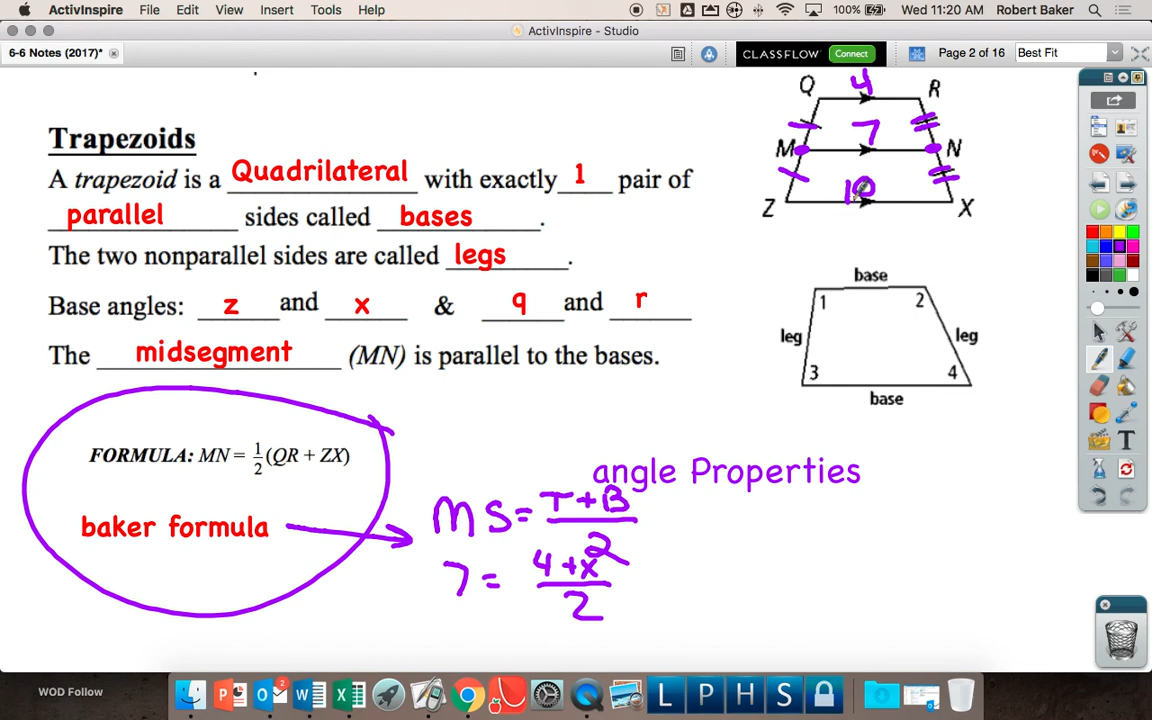 ActivInspire File Edit View Insert Tools Help 100% Wed 11:20 AM Robert Baker
ActivInspire - Studio
6-6 Notes (2017)* CLASSFLOW Connect Page 2 of 16 Best Fit
Trapezoids
A trapezoid is a Quadrilateral with exactly 1 pair of
parallel sides called bases.
The two nonparallel sides are called legs.
Base angles: z and x & q and r
The midsegment (MN) is parallel to the bases.
FORMULA: MN = 1/2 (QR + ZX)
baker formula
Q 4 R
M 7 N
Z 10 X
base
1 2
leg leg
3 4
base
angle Properties
MS = T+B
2
7 = 4+x
2
T
WOD Follow
2
P W X L P H S